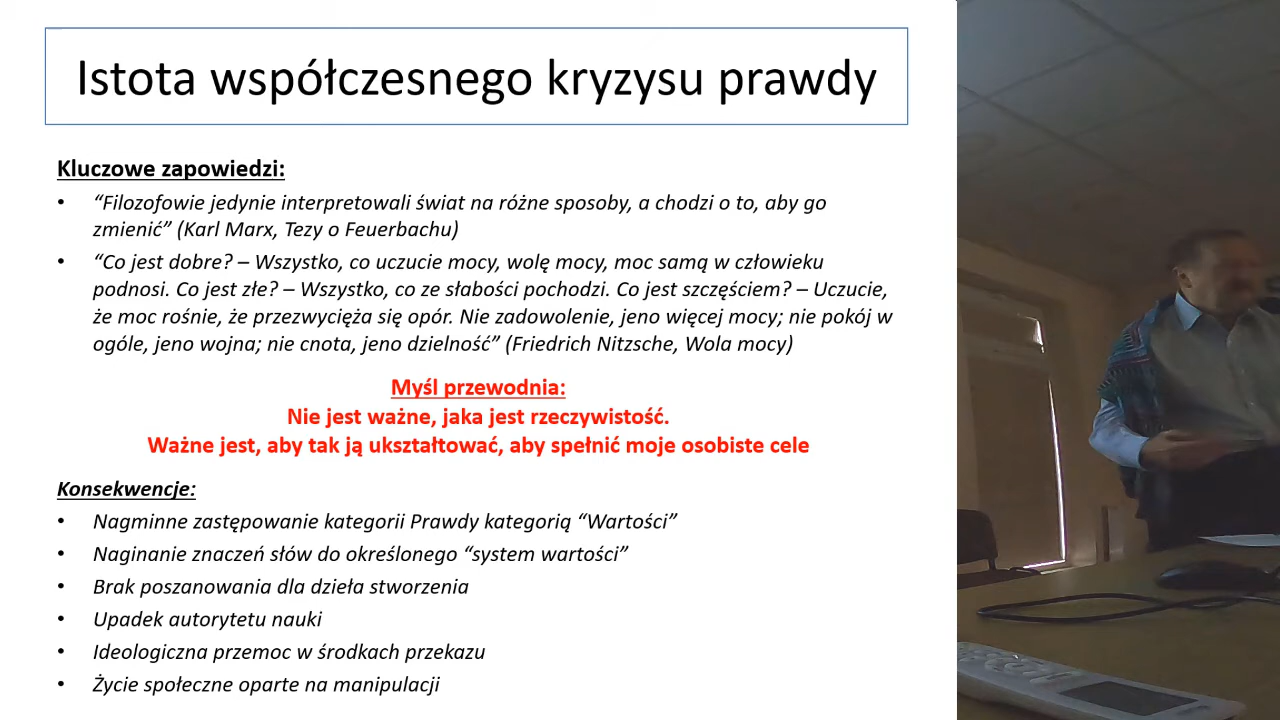 Istota współczesnego kryzysu prawdy
Kluczowe zapowiedzi:
• “Filozofowie jedynie interpretowali świat na różne sposoby, a chodzi o to, aby go
zmienić” (Karl Marx, Tezy o Feuerbachu)
• “Co jest dobre? – Wszystko, co uczucie mocy, wolę mocy, moc samą w człowieku
podnosi. Co jest złe? – Wszystko, co ze słabości pochodzi. Co jest szczęściem? – Uczucie,
że moc rośnie, że przezwycięża się opór. Nie zadowolenie, jeno więcej mocy; nie pokój w
ogóle, jeno wojna; nie cnota, jeno dzielność” (Friedrich Nitzsche, Wola mocy)
Myśl przewodnia:
Nie jest ważne, jaka jest rzeczywistość.
Ważne jest, aby tak ją ukształtować, aby spełnić moje osobiste cele
Konsekwencje:
• Nagminne zastępowanie kategorii Prawdy kategorią “Wartości”
• Naginanie znaczeń słów do określonego “system wartości”
• Brak poszanowania dla dzieła stworzenia
• Upadek autorytetu nauki
• Ideologiczna przemoc w środkach przekazu
• Życie społeczne oparte na manipulacji